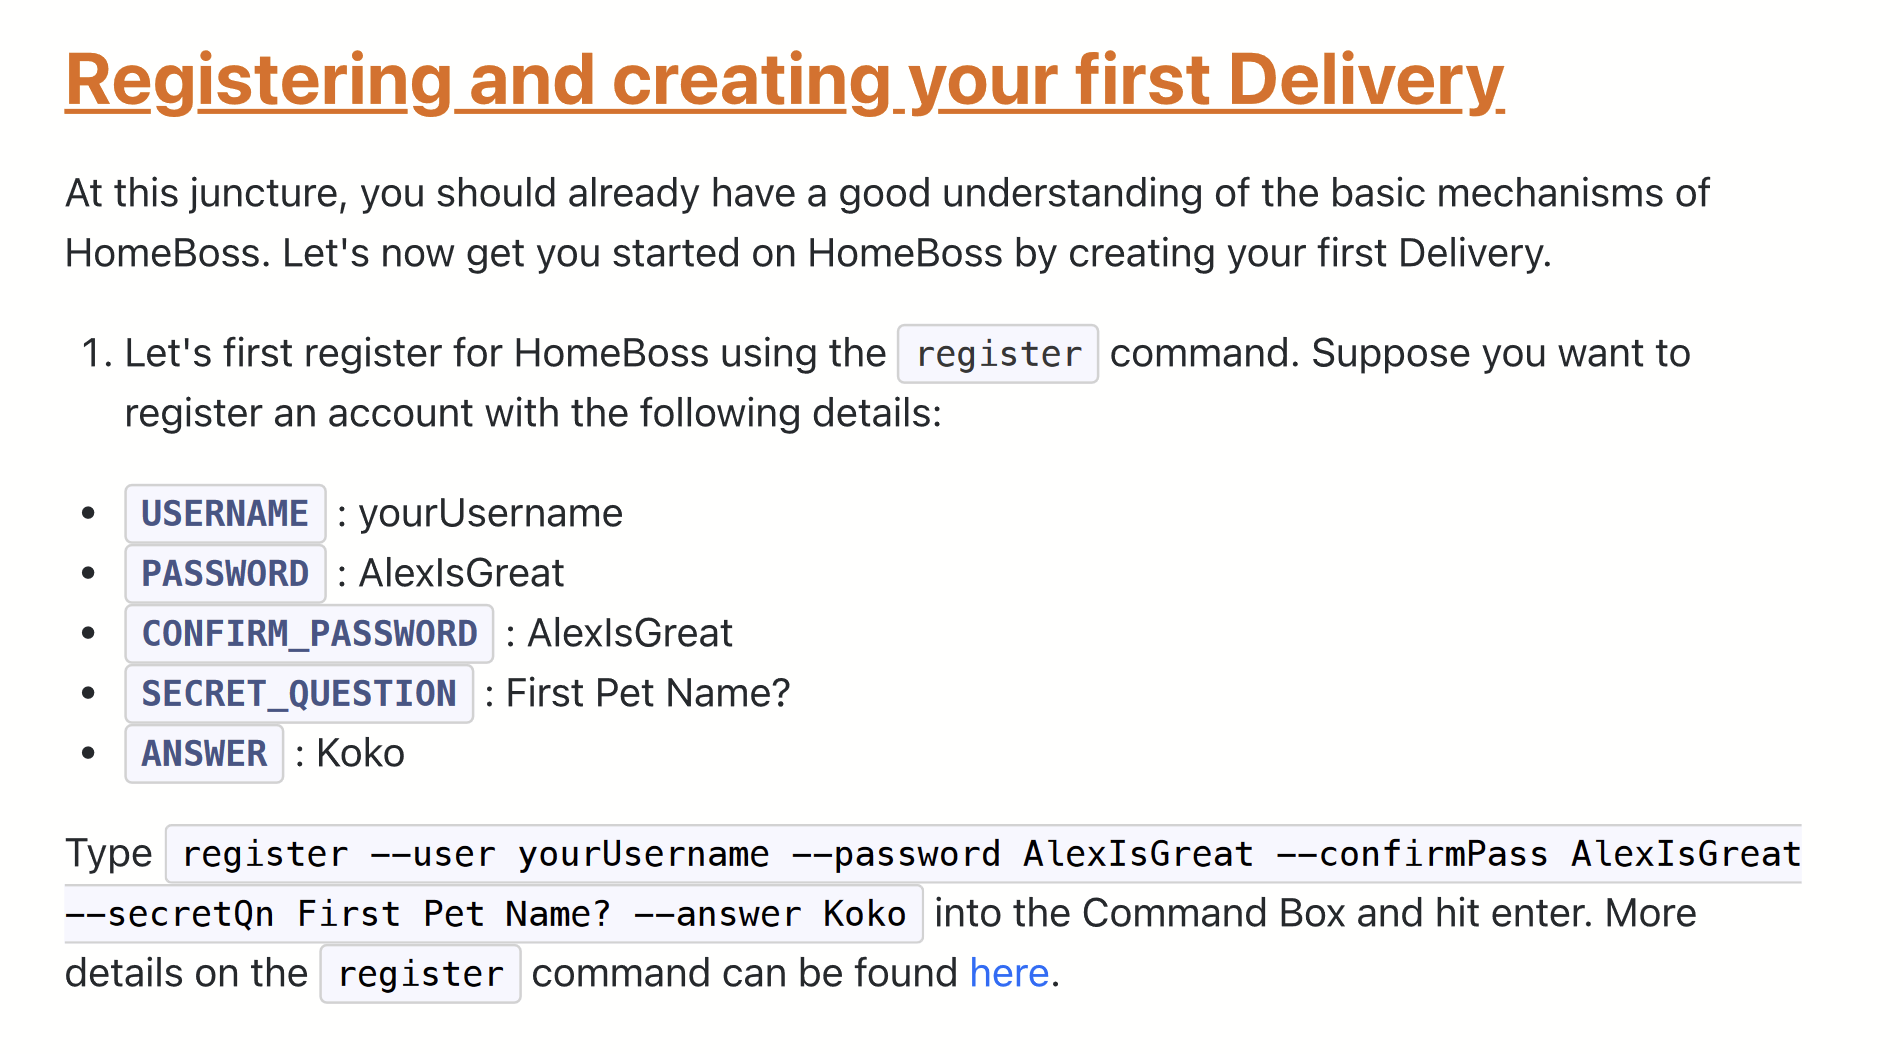 Registering and creating your first Delivery
At this juncture, you should already have a good understanding of the basic mechanisms of
HomeBoss. Let's now get you started on HomeBoss by creating your first Delivery.
1. Let's first register for HomeBoss using the register command. Suppose you want to
register an account with the following details:
• USERNAME : yourUsername
• PASSWORD : AlexIsGreat
• CONFIRM_PASSWORD : AlexIsGreat
• SECRET_QUESTION : First Pet Name?
• ANSWER : Koko
Type register --user yourUsername --password AlexIsGreat --confirmPass AlexIsGreat
--secretQn First Pet Name? --answer Koko into the Command Box and hit enter. More
details on the register command can be found here.